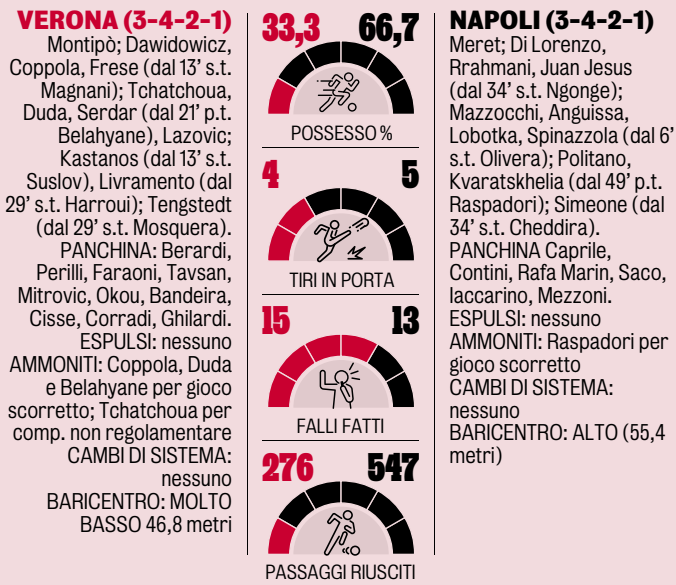 VERONA (3-4-2-1)
Montipò; Dawidowicz,
Coppola, Frese (dal 13’ s.t.
Magnani); Tchatchoua,
Duda, Serdar (dal 21’ p.t.
Belahyane), Lazovic;
Kastanos (dal 13’ s.t.
Suslov), Livramento (dal
29’ s.t. Harroui); Tengstedt
(dal 29’ s.t. Mosquera).
PANCHINA: Berardi,
Perilli, Faraoni, Tavsan,
Mitrovic, Okou, Bandeira,
Cisse, Corradi, Ghilardi.
ESPULSI: nessuno
AMMONITI: Coppola, Duda
e Belahyane per gioco
scorretto; Tchatchoua per
comp. non regolamentare
CAMBI DI SISTEMA:
nessuno
BARICENTRO: MOLTO
BASSO 46,8 metri
33,3 66,7
POSSESSO %
4 5
TIRI IN PORTA
15 13
FALLI FATTI
276 547
PASSAGGI RIUSCITI
NAPOLI (3-4-2-1)
Meret; Di Lorenzo,
Rrahmani, Juan Jesus
(dal 34’ s.t. Ngonge);
Mazzocchi, Anguissa,
Lobotka, Spinazzola (dal 6’
s.t. Olivera); Politano,
Kvaratskhelia (dal 49’ p.t.
Raspadori); Simeone (dal
34’ s.t. Cheddira).
PANCHINA Caprile,
Contini, Rafa Marin, Saco,
Iaccarino, Mezzoni.
ESPULSI: nessuno
AMMONITI: Raspadori per
gioco scorretto
CAMBI DI SISTEMA:
nessuno
BARICENTRO: ALTO (55,4
metri)